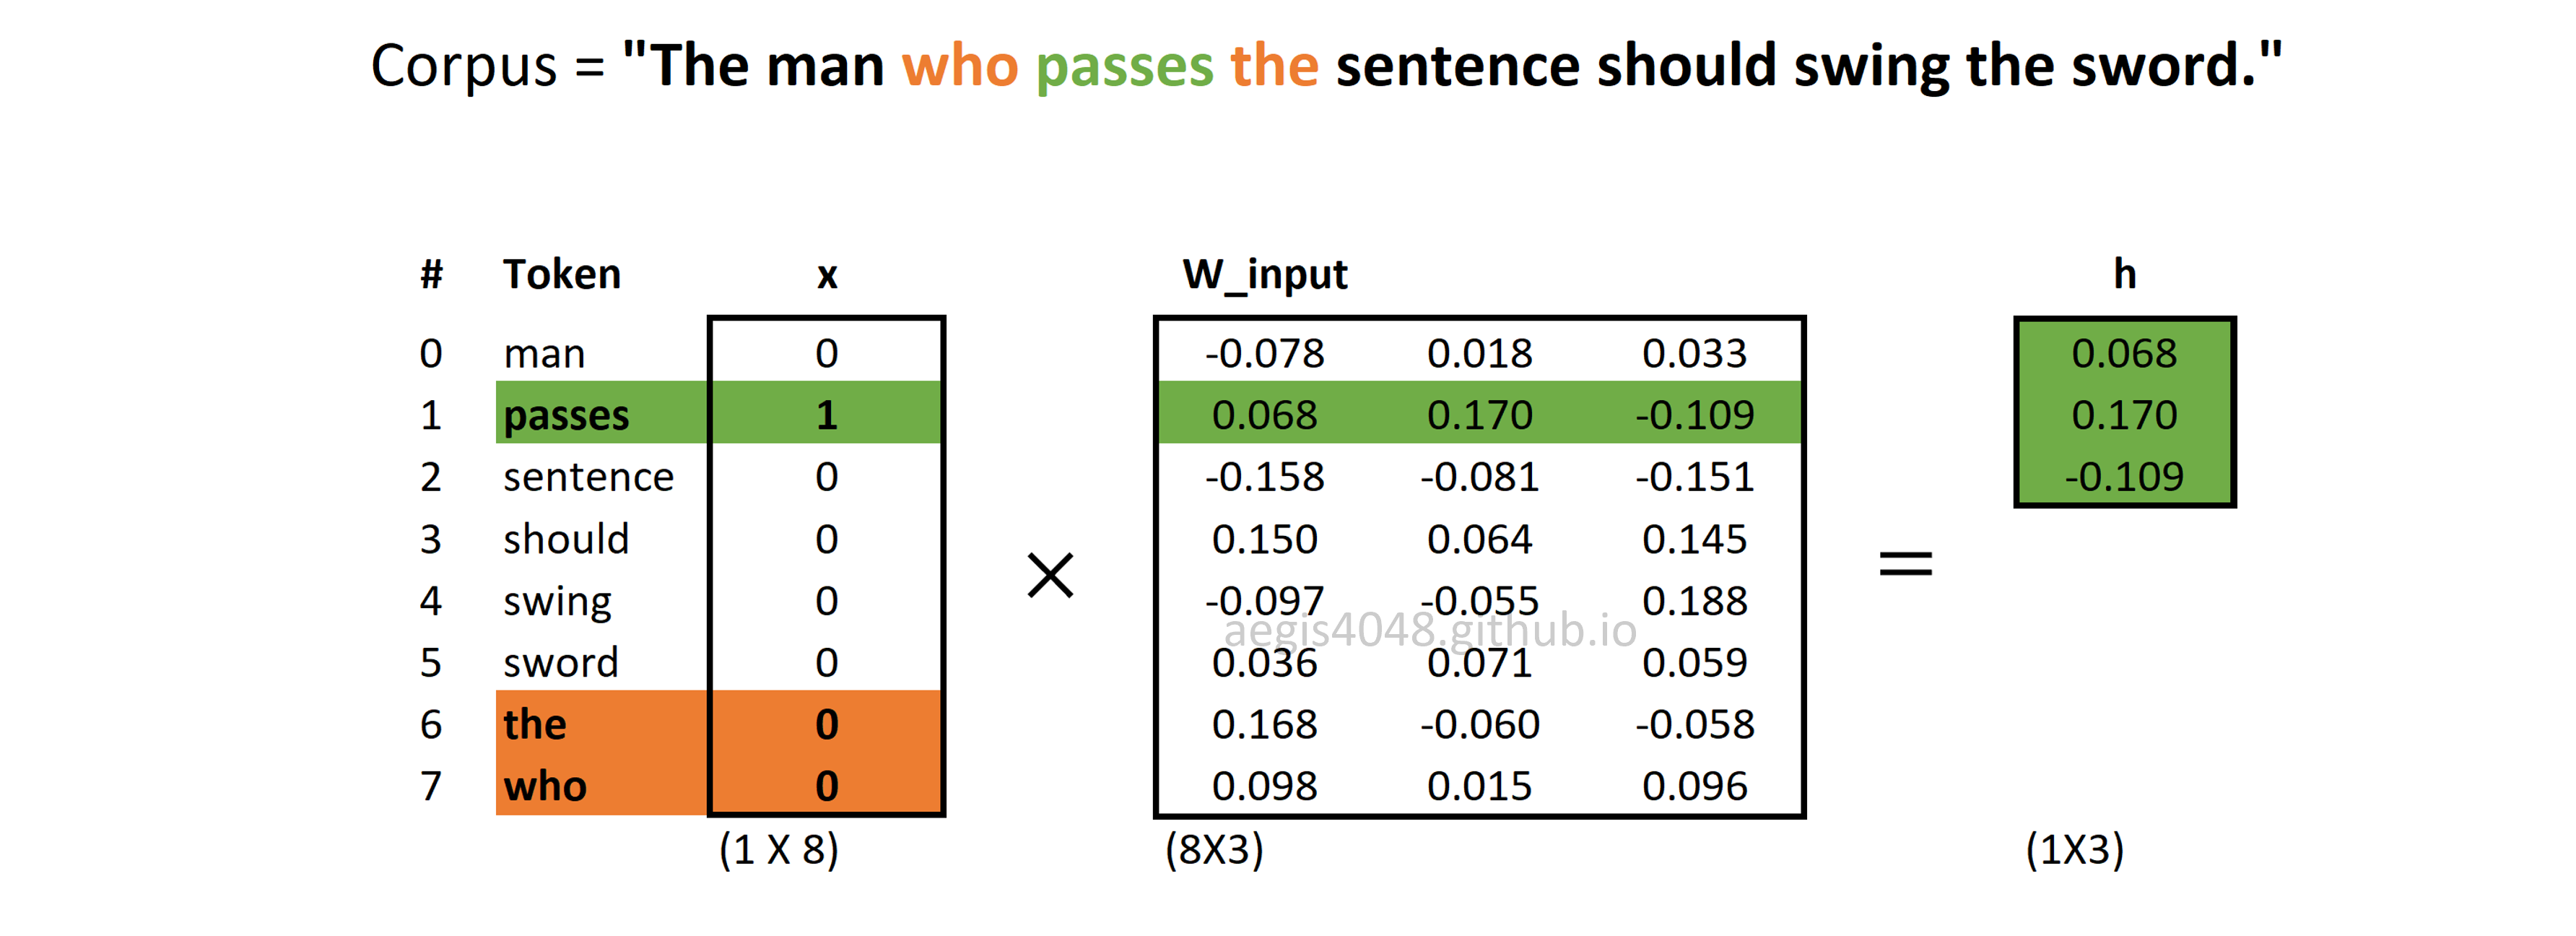 Corpus = "The man who passes the sentence should swing the sword."
# Token x W_input h
0 man 0 -0.078 0.018 0.033 0.068
1 passes 1 0.068 0.170 -0.109 0.170
2 sentence 0 -0.158 -0.081 -0.151 -0.109
3 should 0 0.150 0.064 0.145
× =
4 swing 0 -0.097 -0.055 0.188
aegis4048.github.io
5 sword 0 0.036 0.071 0.059
6 the 0 0.168 -0.060 -0.058
7 who 0 0.098 0.015 0.096
(1 X 8) (8X3) (1X3)